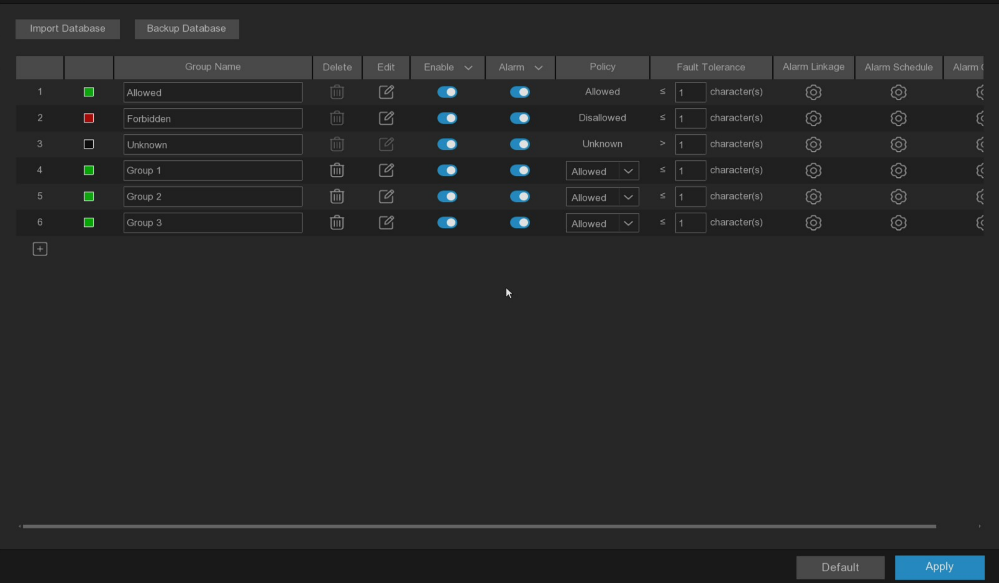 Import Database Backup Database
Group Name Delete Edit Enable Alarm Policy Fault Tolerance Alarm Linkage Alarm Schedule Alarm
1 Allowed Allowed ≤ 1 character(s)
2 Forbidden Disallowed ≤ 1 character(s)
3 Unknown Unknown > 1 character(s)
4 Group 1 Allowed ≤ 1 character(s)
5 Group 2 Allowed ≤ 1 character(s)
6 Group 3 Allowed ≤ 1 character(s)
Default Apply